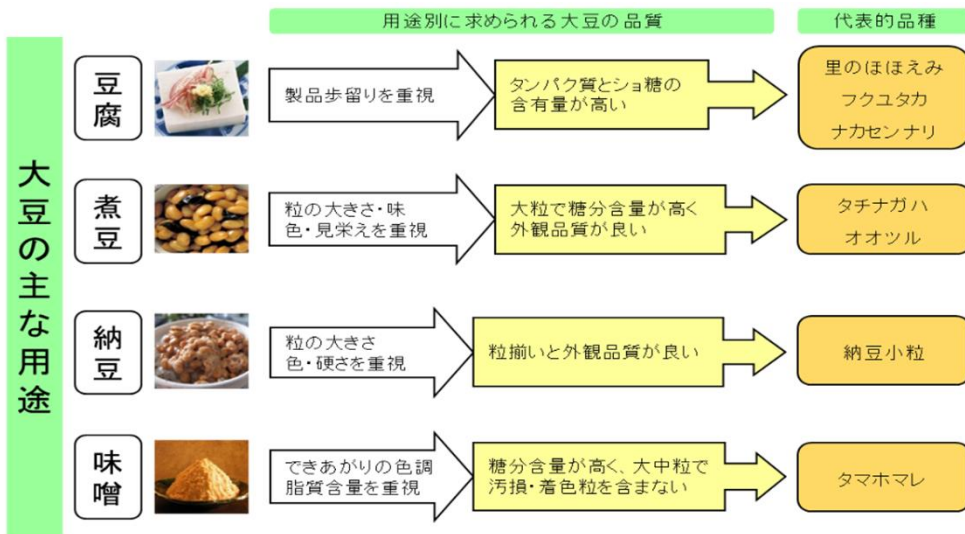 用途別に求められる大豆の品質
代表的品種
大豆の主な用途
豆腐
製品歩留りを重視
タンパク質とショ糖の
含有量が高い
里のほほえみ
フクユタカ
ナカセンナリ
煮豆
粒の大きさ・味
色・見栄えを重視
大粒で糖分含量が高く
外観品質が良い
タチナガハ
オオツル
納豆
粒の大きさ
色・硬さを重視
粒揃いと外観品質が良い
納豆小粒
味噌
できあがりの色調
脂質含量を重視
糖分含量が高く、大中粒で
汚損・着色粒を含まない
タマホマレ